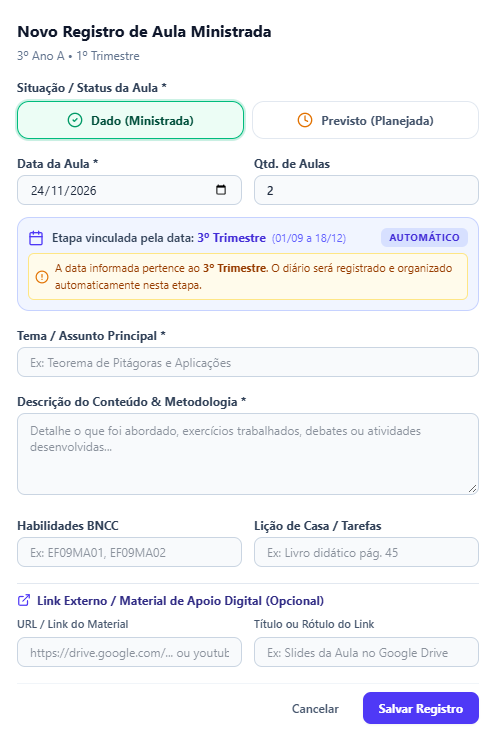 Novo Registro de Aula Ministrada
3º Ano A • 1º Trimestre
Situação / Status da Aula *
Dado (Ministrada)
Previsto (Planejada)
Data da Aula *
Qtd. de Aulas
24/11/2026
2
Etapa vinculada pela data: 3º Trimestre (01/09 a 18/12)
AUTOMÁTICO
A data informada pertence ao 3º Trimestre. O diário será registrado e organizado
automaticamente nesta etapa.
Tema / Assunto Principal *
Ex: Teorema de Pitágoras e Aplicações
Descrição do Conteúdo & Metodologia *
Detalhe o que foi abordado, exercícios trabalhados, debates ou atividades
desenvolvidas...
Habilidades BNCC
Lição de Casa / Tarefas
Ex: EF09MA01, EF09MA02
Ex: Livro didático pág. 45
Link Externo / Material de Apoio Digital (Opcional)
URL / Link do Material
Título ou Rótulo do Link
https://drive.google.com/... ou youtub
Ex: Slides da Aula no Google Drive
Cancelar
Salvar Registro